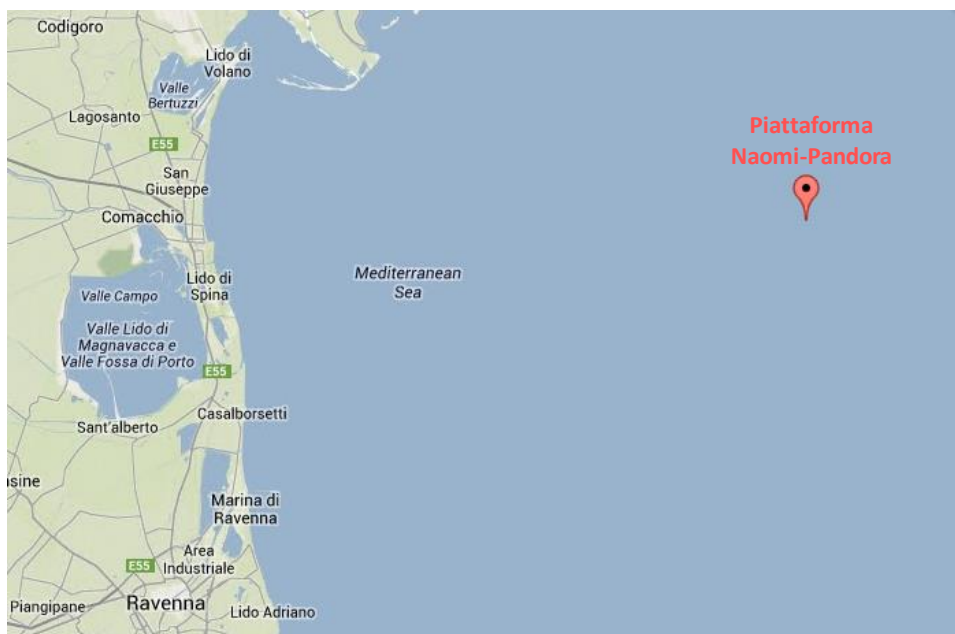 Codigoro
Lido di
Volano
Valle
Bertuzzi
Lagosanto
E55
Piattaforma
Naomi-Pandora
San
Giuseppe
Comacchio
Mediterranean
Sea
Lido di
Spina
Valle Campo
Valle Lido di
Magnavacca e
Valle Fossa di Porto
E55
Casalborsetti
Sant'alberto
asine
Marina di
Ravenna
Area
Industriale
E55
Ravenna
Piangipane
Lido Adriano